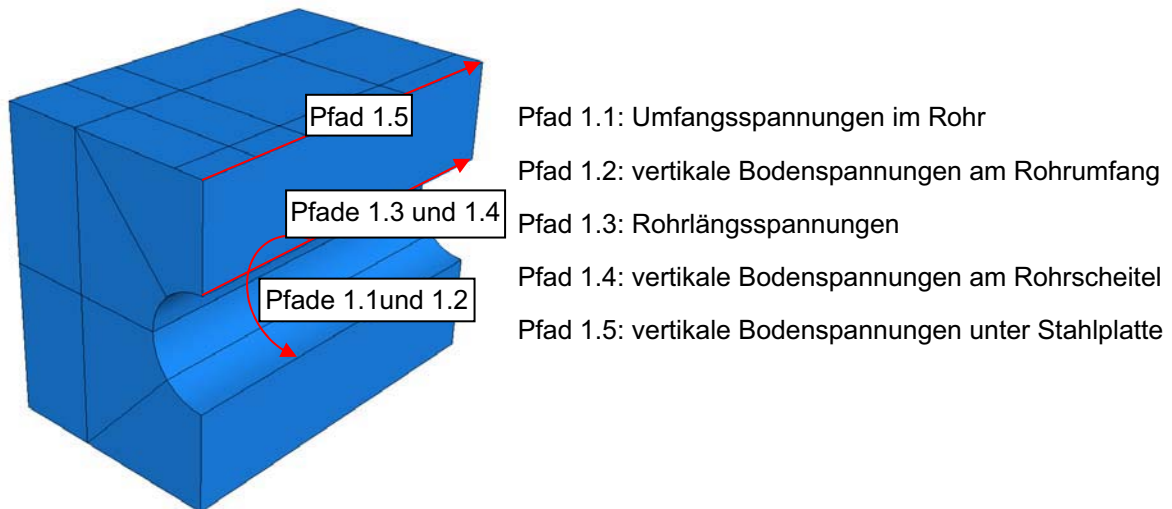 Pfad 1.5
Pfade 1.3 und 1.4
Pfade 1.1und 1.2
Pfad 1.1: Umfangsspannungen im Rohr
Pfad 1.2: vertikale Bodenspannungen am Rohrumfang
Pfad 1.3: Rohrlängsspannungen
Pfad 1.4: vertikale Bodenspannungen am Rohrscheitel
Pfad 1.5: vertikale Bodenspannungen unter Stahlplatte